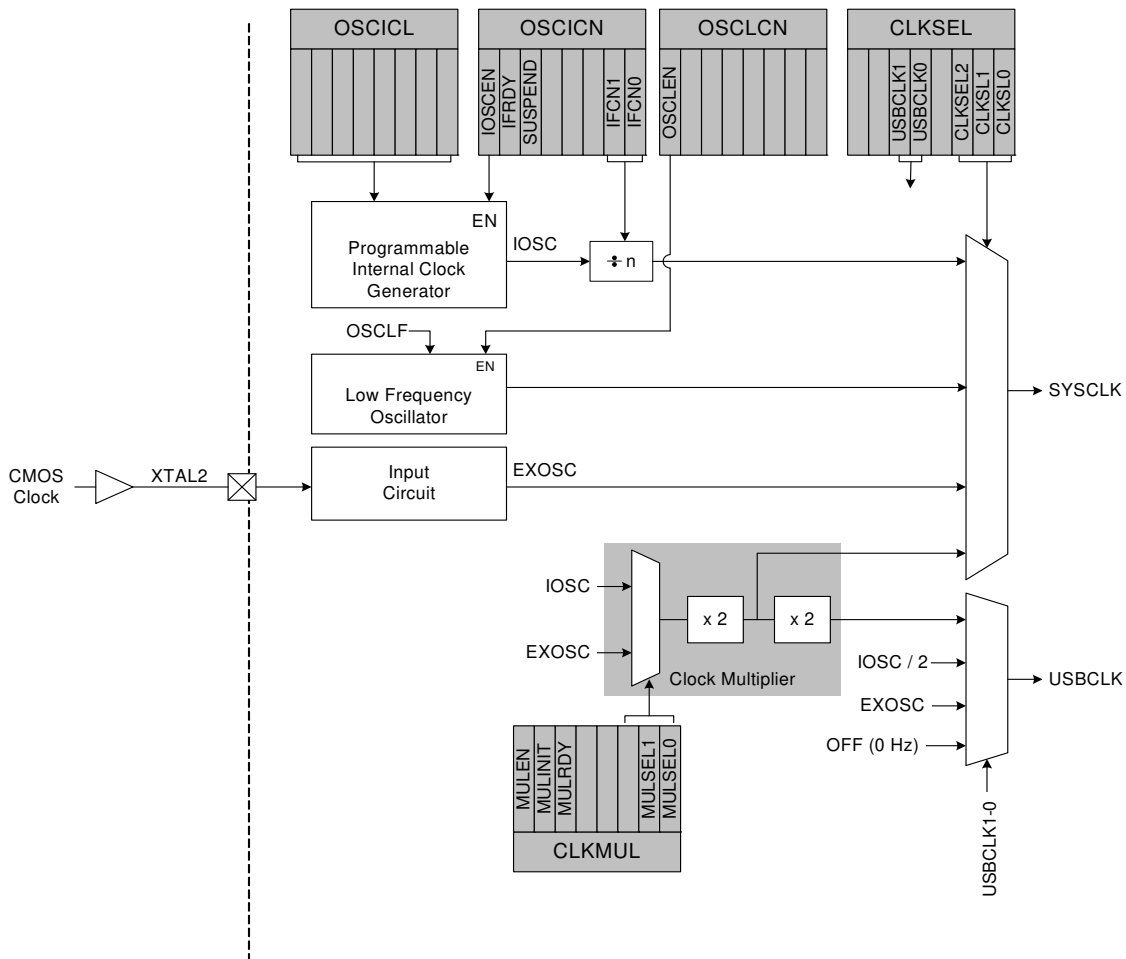 OSCICL
OSCICN
OSCLCN
CLKSEL
IOSCEN
IFRDY
SUSPEND
IFCN1
IFCN0
OSCLEN
USBCLK1
USBCLK0
CLKSEL2
CLKSL1
CLKSL0
EN
Programmable
Internal Clock
Generator
IOSC
÷ n
OSCLF
EN
Low Frequency
Oscillator
SYSCLK
CMOS
Clock
XTAL2
Input
Circuit
EXOSC
IOSC
EXOSC
x 2
x 2
Clock Multiplier
IOSC / 2
EXOSC
OFF (0 Hz)
USBCLK
USBCLK1-0
MULEN
MULINIT
MULRDY
MULSEL1
MULSEL0
CLKMUL